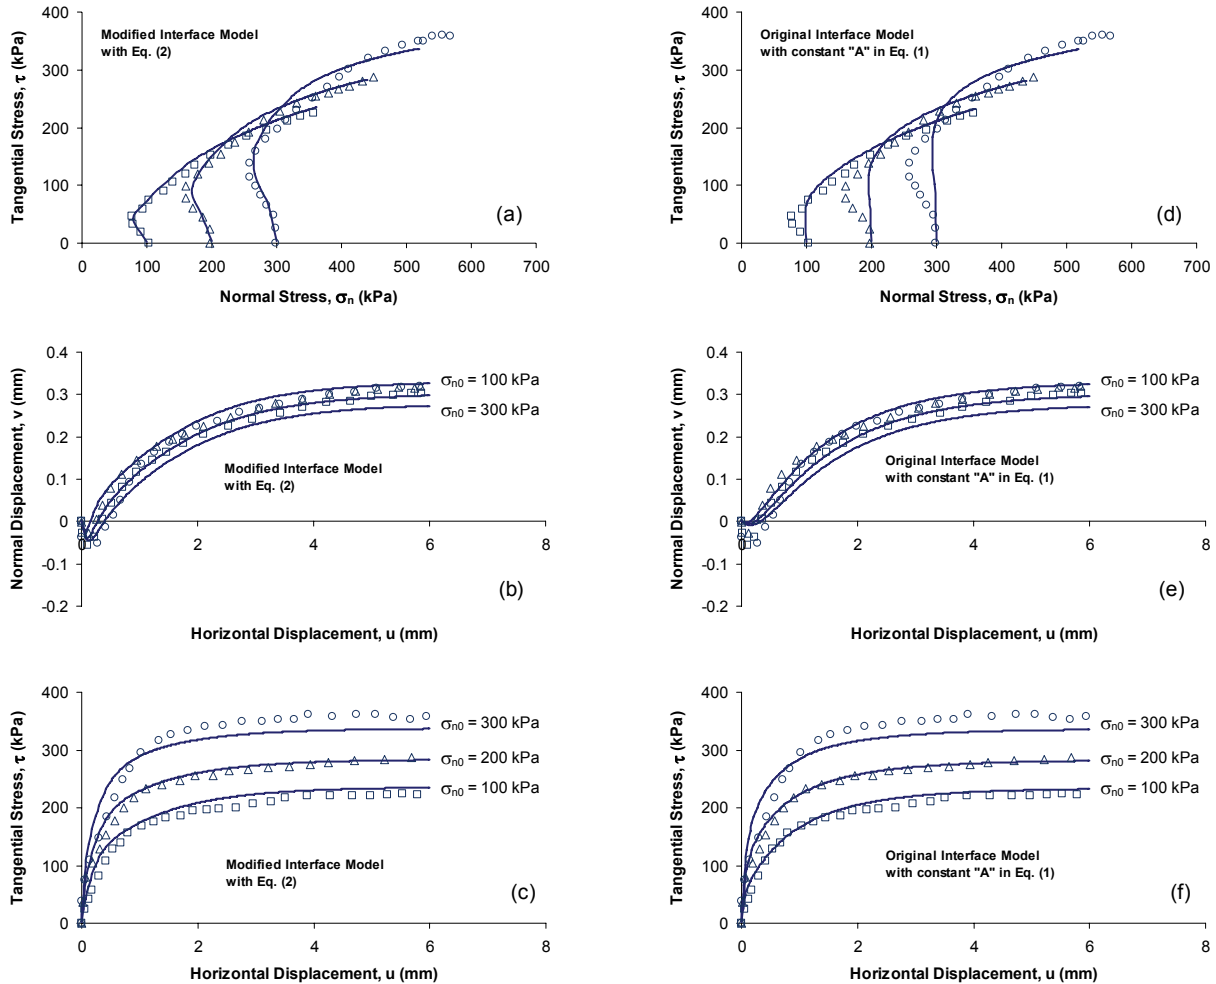 400
300
200
100
0
Tangential Stress, τ (kPa)
Modified Interface Model
with Eq. (2)
(a)
0 100 200 300 400 500 600 700
Normal Stress, σn (kPa)
400
300
200
100
0
Tangential Stress, τ (kPa)
Original Interface Model
with constant "A" in Eq. (1)
(d)
0 100 200 300 400 500 600 700
Normal Stress, σn (kPa)
0.4
0.3
0.2
0.1
0
-0.1
-0.2
Normal Displacement, v (mm)
σn0 = 100 kPa
σn0 = 300 kPa
Modified Interface Model
with Eq. (2)
0 2 4 6 8
(b)
Horizontal Displacement, u (mm)
0.4
0.3
0.2
0.1
0
-0.1
-0.2
Normal Displacement, v (mm)
σn0 = 100 kPa
σn0 = 300 kPa
Original Interface Model
with constant "A" in Eq. (1)
0 2 4 6 8
(e)
Horizontal Displacement, u (mm)
400
300
200
100
0
Tangential Stress, τ (kPa)
σn0 = 300 kPa
σn0 = 200 kPa
σn0 = 100 kPa
Modified Interface Model
with Eq. (2)
(c)
0 2 4 6 8
Horizontal Displacement, u (mm)
400
300
200
100
0
Tangential Stress, τ (kPa)
σn0 = 300 kPa
σn0 = 200 kPa
σn0 = 100 kPa
Original Interface Model
with constant "A" in Eq. (1)
(f)
0 2 4 6 8
Horizontal Displacement, u (mm)